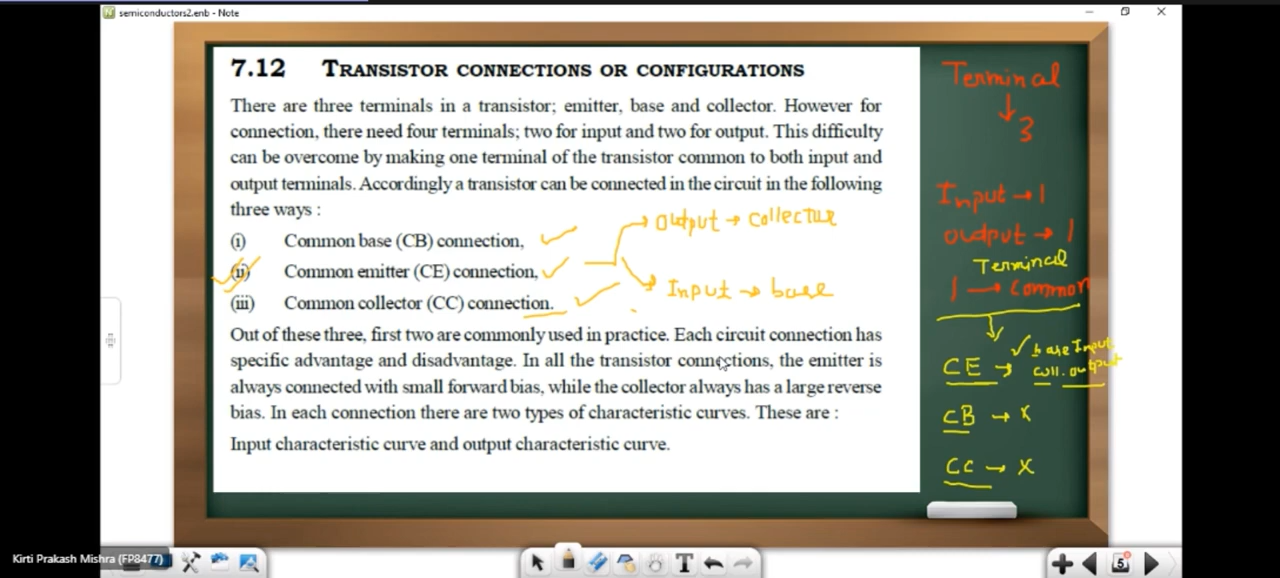 semiconductors2.enb - Note
7.12 TRANSISTOR CONNECTIONS OR CONFIGURATIONS
There are three terminals in a transistor; emitter, base and collector. However for
connection, there need four terminals; two for input and two for output. This difficulty
can be overcome by making one terminal of the transistor common to both input and
output terminals. Accordingly a transistor can be connected in the circuit in the following
three ways :
(i) Common base (CB) connection,
(ii) Common emitter (CE) connection,
(iii) Common collector (CC) connection.
output → collectur
Input → base
Out of these three, first two are commonly used in practice. Each circuit connection has
specific advantage and disadvantage. In all the transistor connections, the emitter is
always connected with small forward bias, while the collector always has a large reverse
bias. In each connection there are two types of characteristic curves. These are :
Input characteristic curve and output characteristic curve.
Terminal
↓
3
Input → 1
output → 1
Terminal
1 → common
CE → ✓ base Input
coll. output
CB → x
CC → x
Kirti Prakash Mishra (FP8477)
T
5